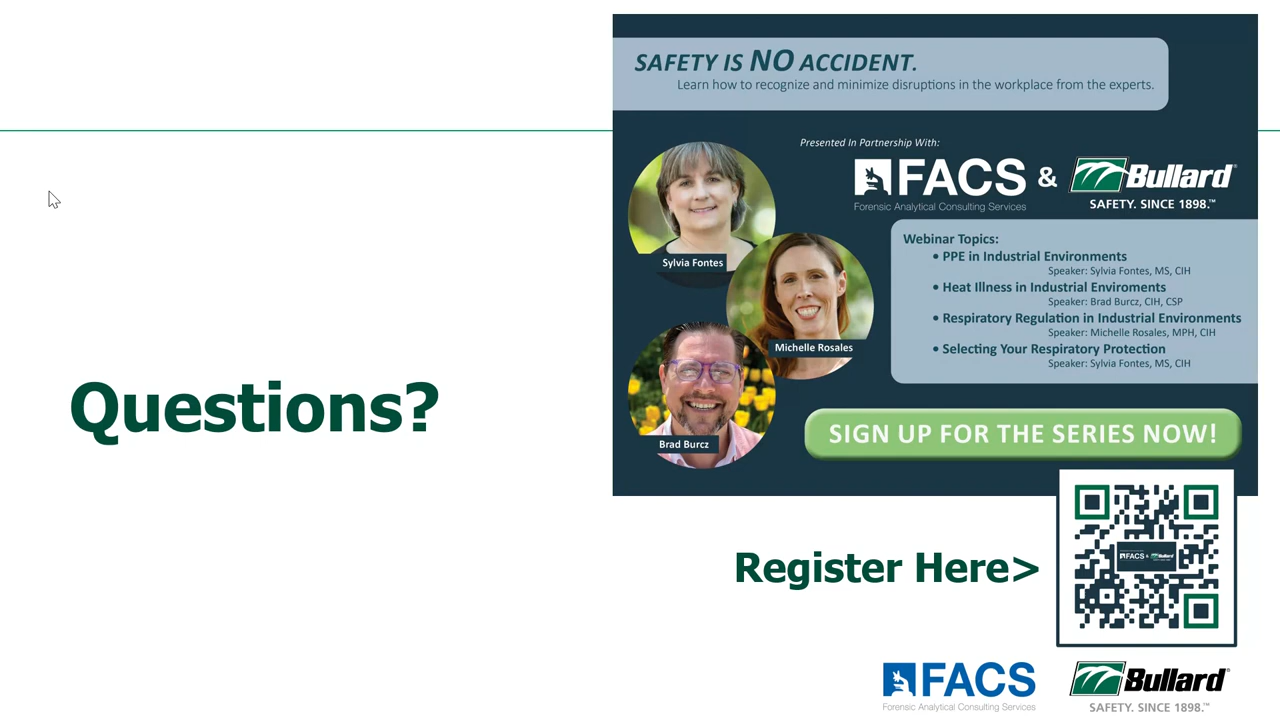 SAFETY IS NO ACCIDENT.
Learn how to recognize and minimize disruptions in the workplace from the experts.
Presented In Partnership With:
FACS & Bullard®
Forensic Analytical Consulting Services
SAFETY. SINCE 1898.™
Sylvia Fontes
Michelle Rosales
Brad Burcz
Webinar Topics:
• PPE in Industrial Environments
Speaker: Sylvia Fontes, MS, CIH
• Heat Illness in Industrial Enviroments
Speaker: Brad Burcz, CIH, CSP
• Respiratory Regulation in Industrial Environments
Speaker: Michelle Rosales, MPH, CIH
• Selecting Your Respiratory Protection
Speaker: Sylvia Fontes, MS, CIH
SIGN UP FOR THE SERIES NOW!
Questions?
Register Here>
FACS & Bullard
FACS
Forensic Analytical Consulting Services
Bullard®
SAFETY. SINCE 1898.™